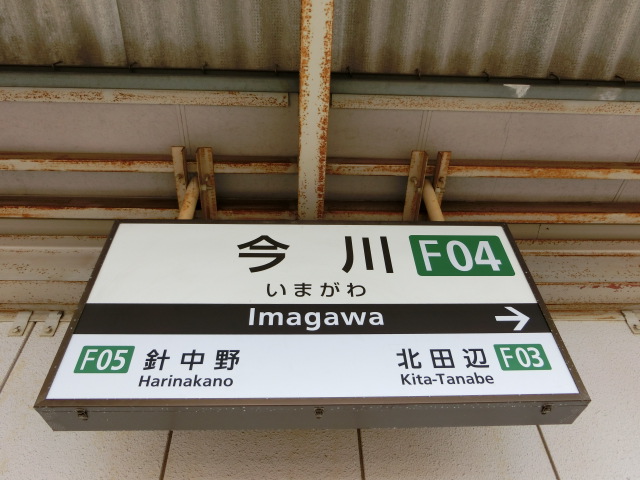 今川 F04
いまがわ
Imagawa →
F05 針中野 北田辺 F03
Harinakano Kita-Tanabe